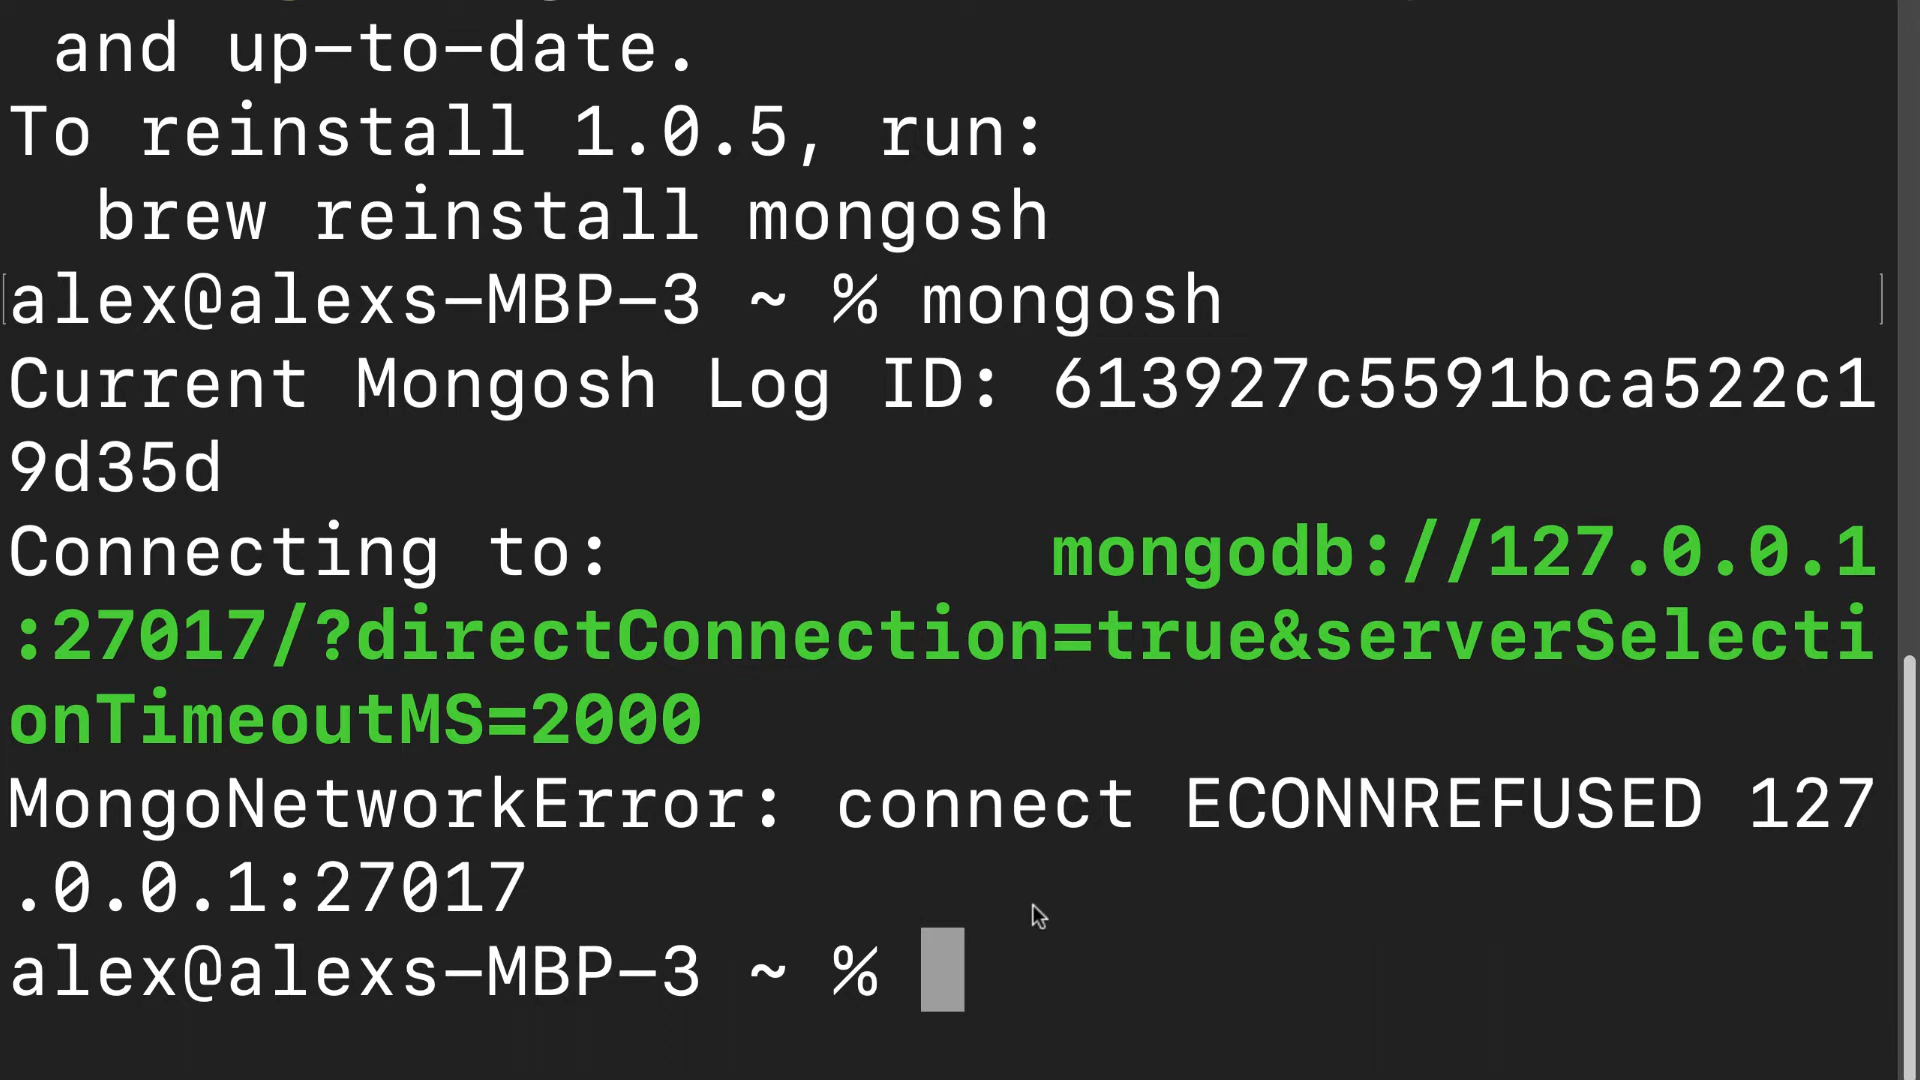 and up-to-date.
To reinstall 1.0.5, run:
brew reinstall mongosh
[alex@alexs-MBP-3 ~ % mongosh ]
Current Mongosh Log ID: 613927c5591bca522c1
9d35d
Connecting to: mongodb://127.0.0.1
:27017/?directConnection=true&serverSelecti
onTimeoutMS=2000
MongoNetworkError: connect ECONNREFUSED 127
.0.0.1:27017
alex@alexs-MBP-3 ~ %